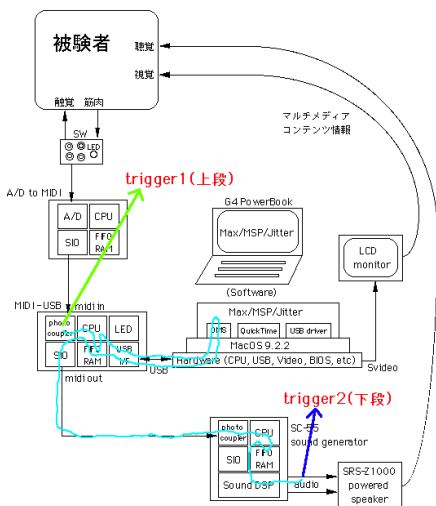 被験者
聴覚
視覚
触覚 筋肉
SW
LED
マルチメディア
コンテンツ情報
trigger1(上段)
A/D to MIDI
A/D
CPU
SIO
FIFO
RAM
G4 PowerBook
Max/MSP/Jitter
(Software)
LCD
monitor
MIDI-USB
midi in
photo
coupler
CPU
LED
SIO
FIFO
RAM
USB
I/F
midi out
USB
Max/MSP/Jitter
OMS
QuickTime
USB driver
MacOS 9.2.2
Hardware (CPU, USB, Video, BIOS, etc)
Svideo
trigger2(下段)
photo
coupler
CPU
SC-55
sound generator
SIO
FIFO
RAM
Sound DSP
audio
SRS-Z1000
powered
speaker